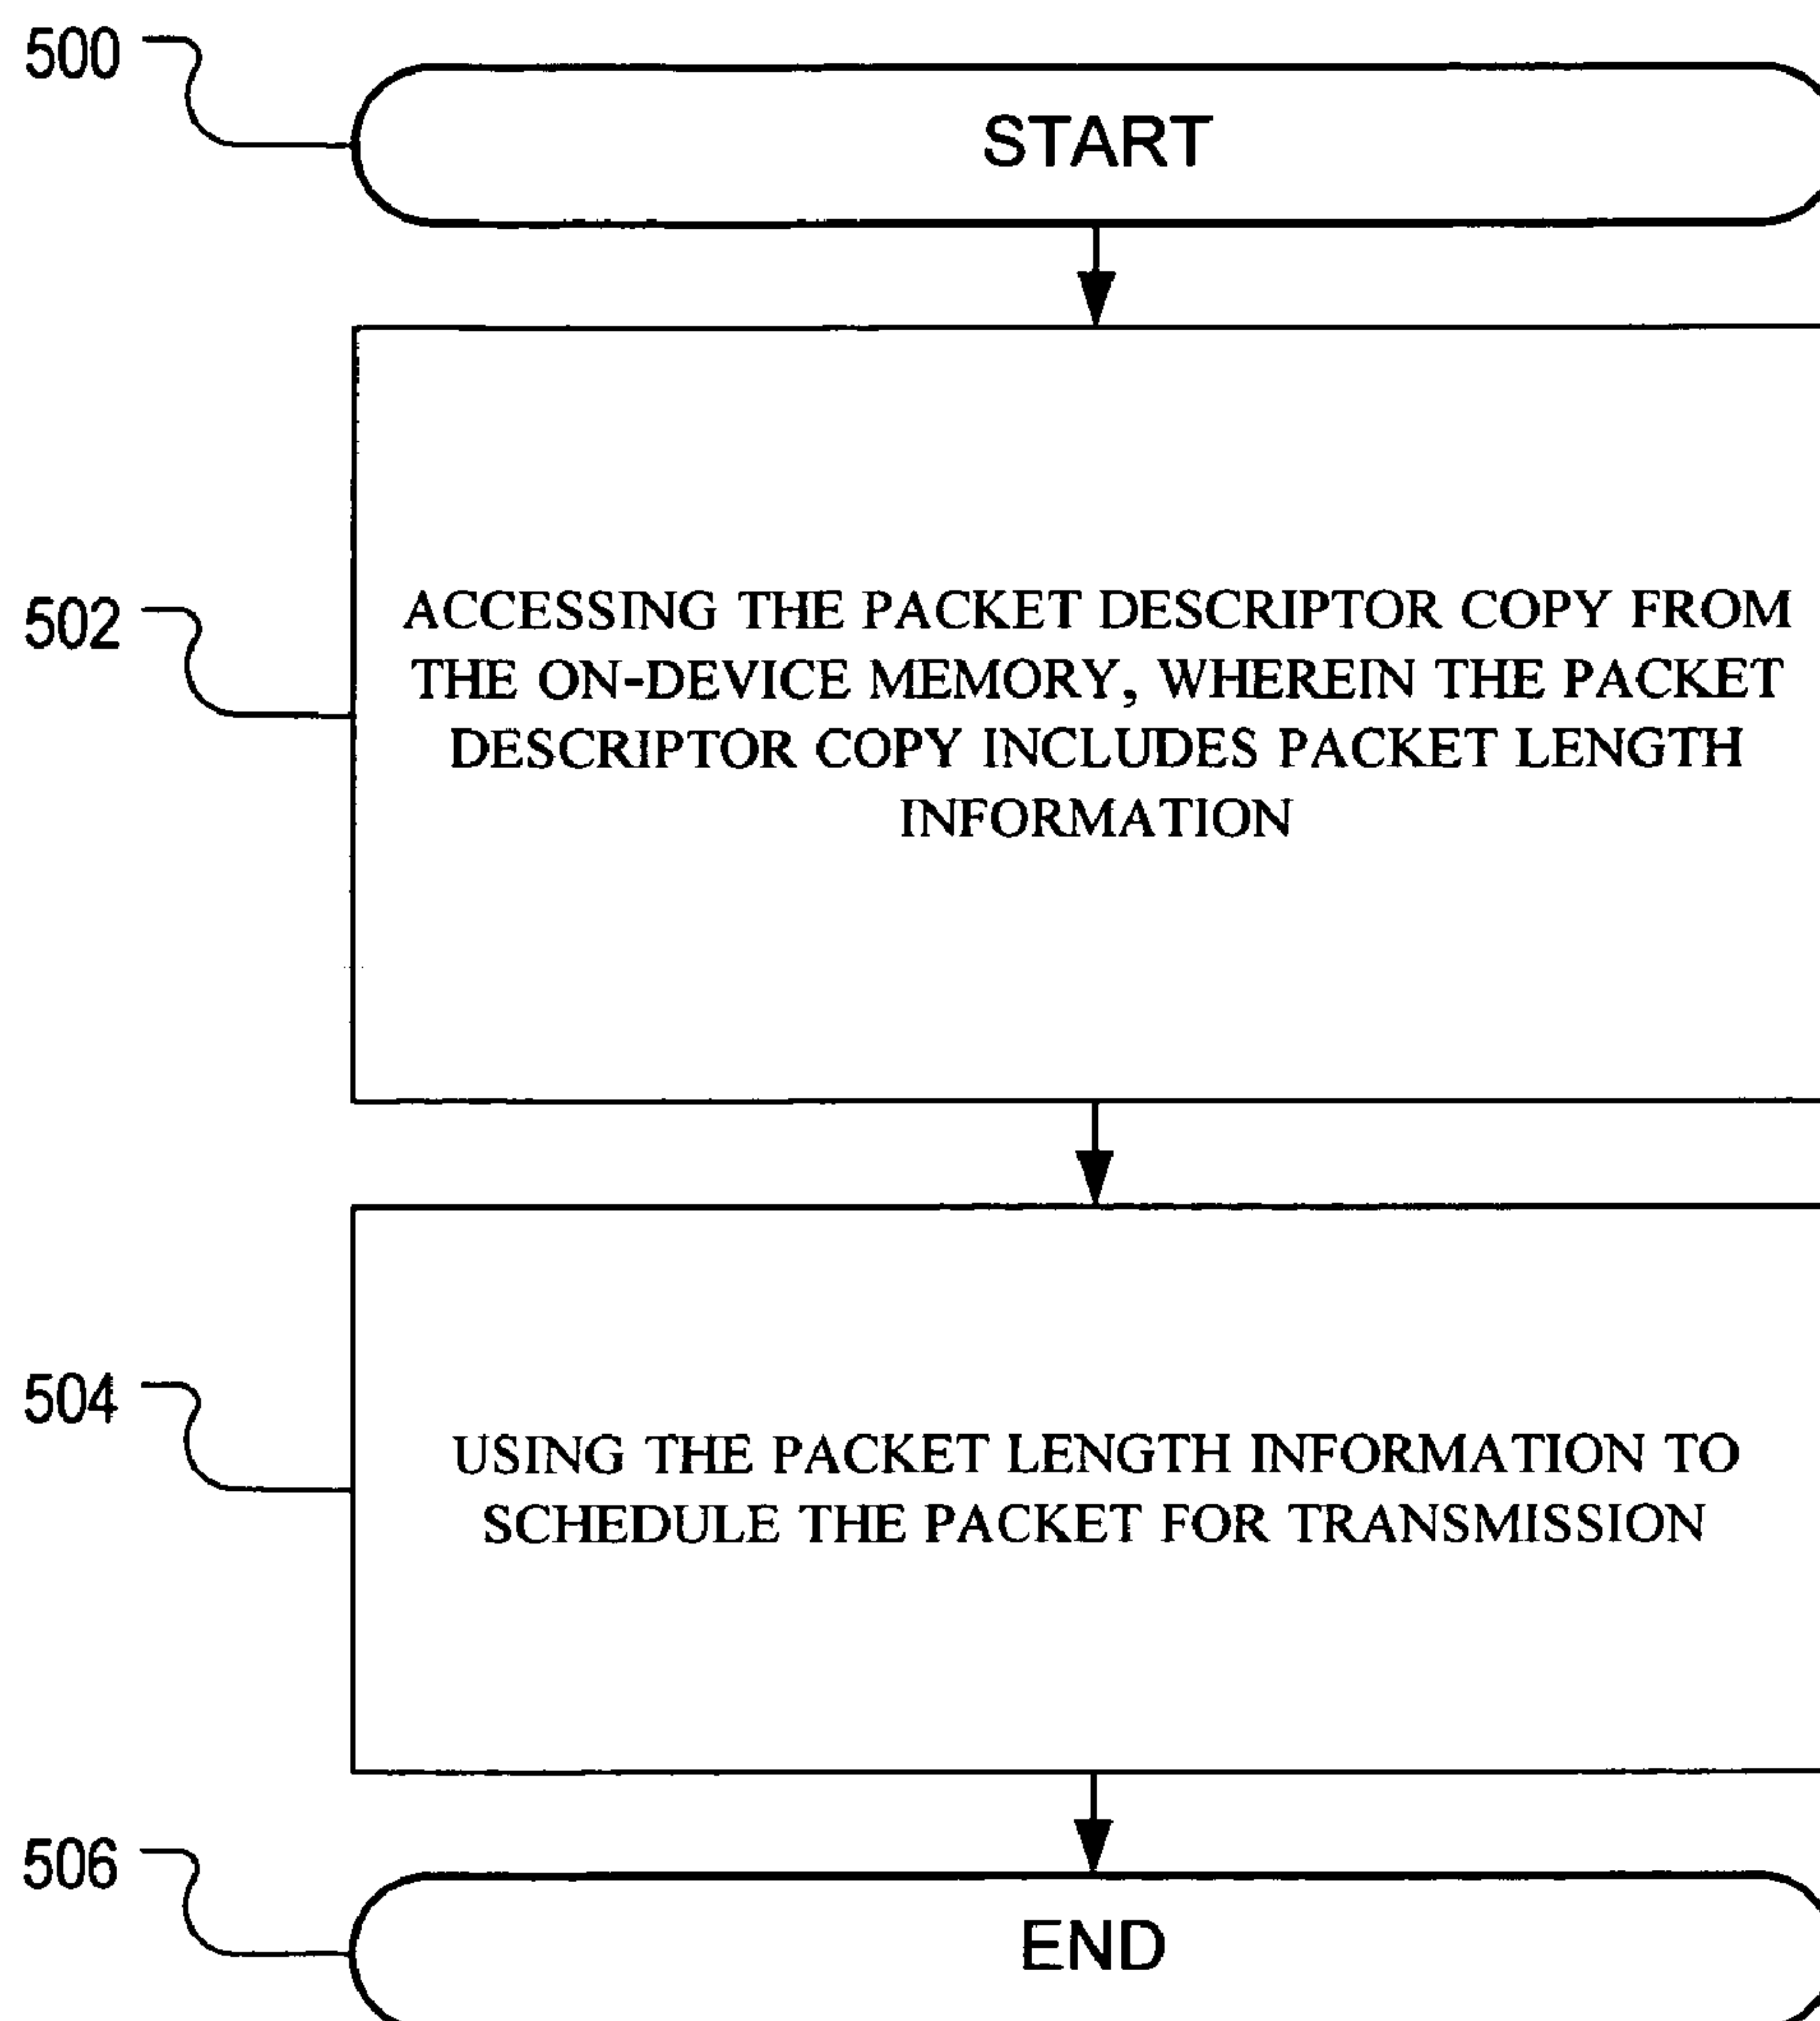 500
START
502
ACCESSING THE PACKET DESCRIPTOR COPY FROM
THE ON-DEVICE MEMORY, WHEREIN THE PACKET
DESCRIPTOR COPY INCLUDES PACKET LENGTH
INFORMATION
504
USING THE PACKET LENGTH INFORMATION TO
SCHEDULE THE PACKET FOR TRANSMISSION
506
END